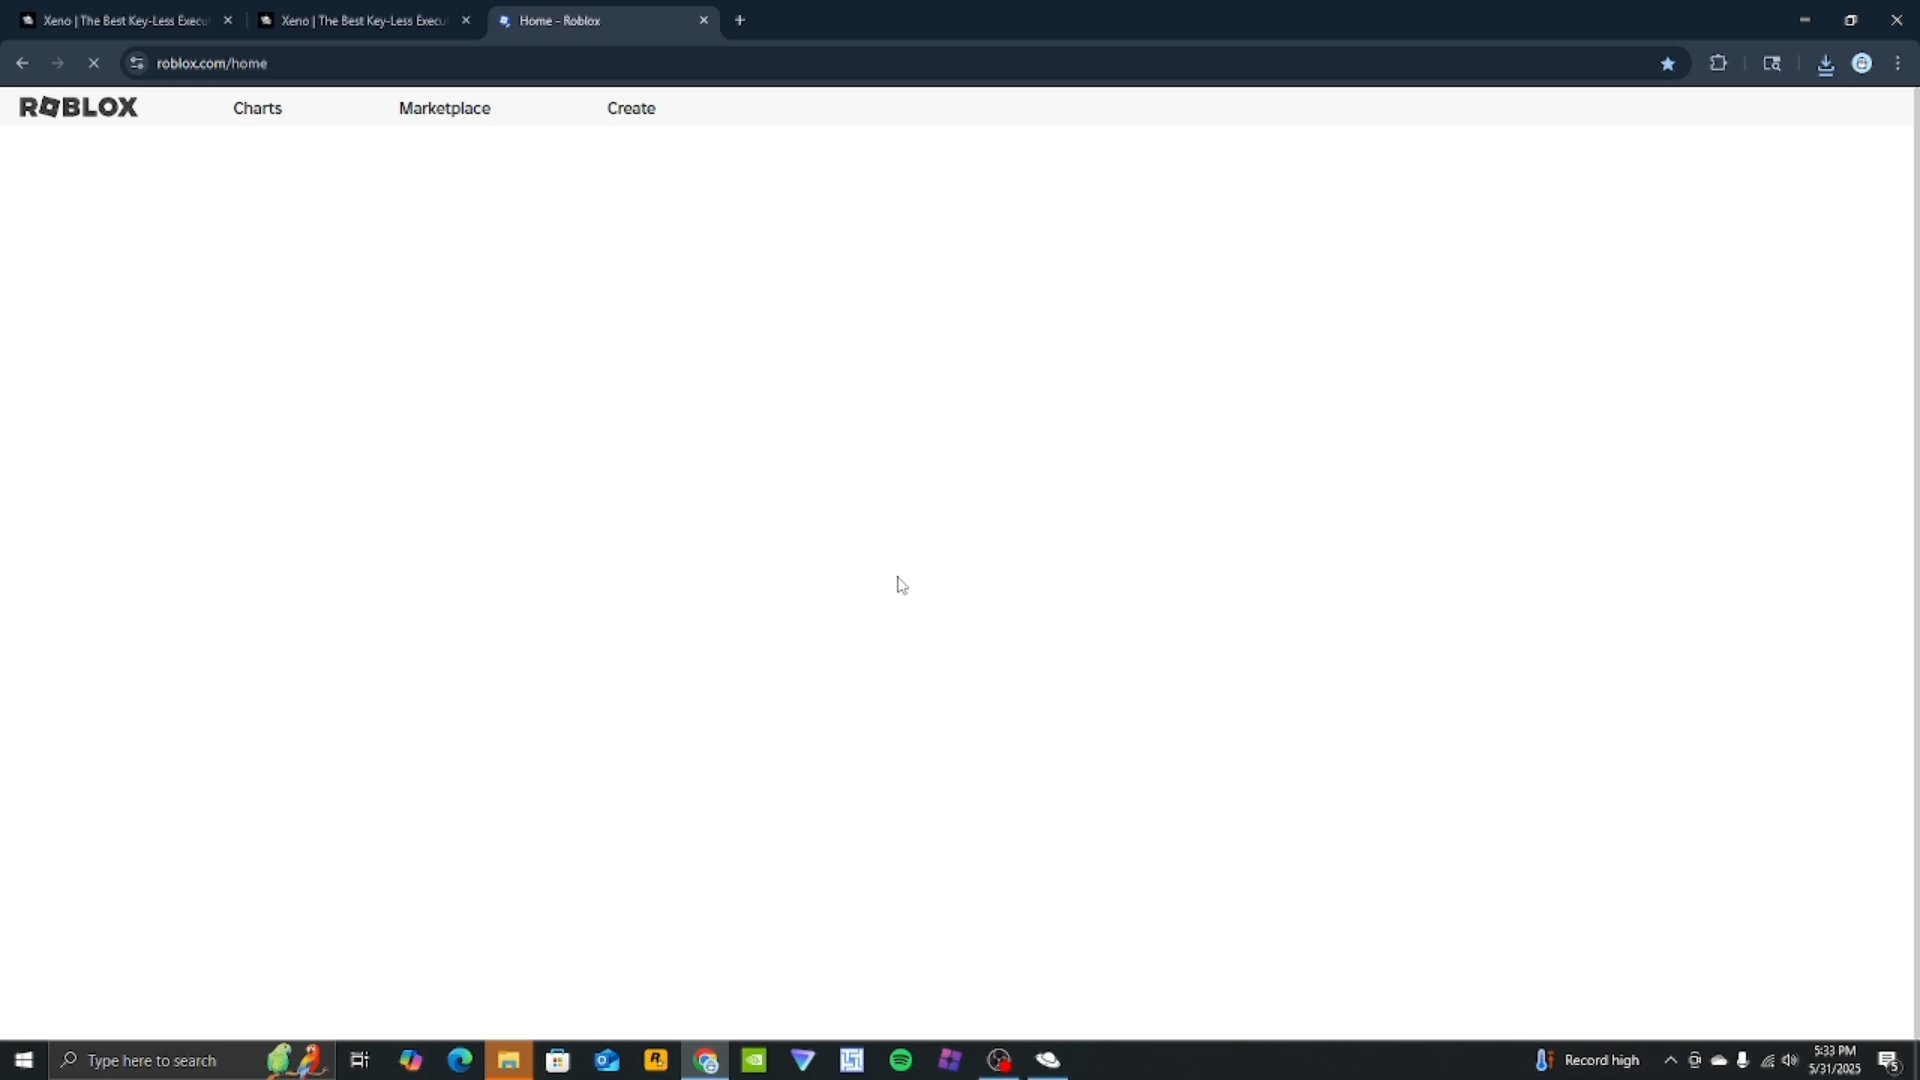 Xeno | The Best Key-Less Execu
Xeno | The Best Key-Less Execu
Home - Roblox
roblox.com/home
ROBLOX
Charts
Marketplace
Create
Type here to search
Record high
5:33 PM
5/31/2025
5